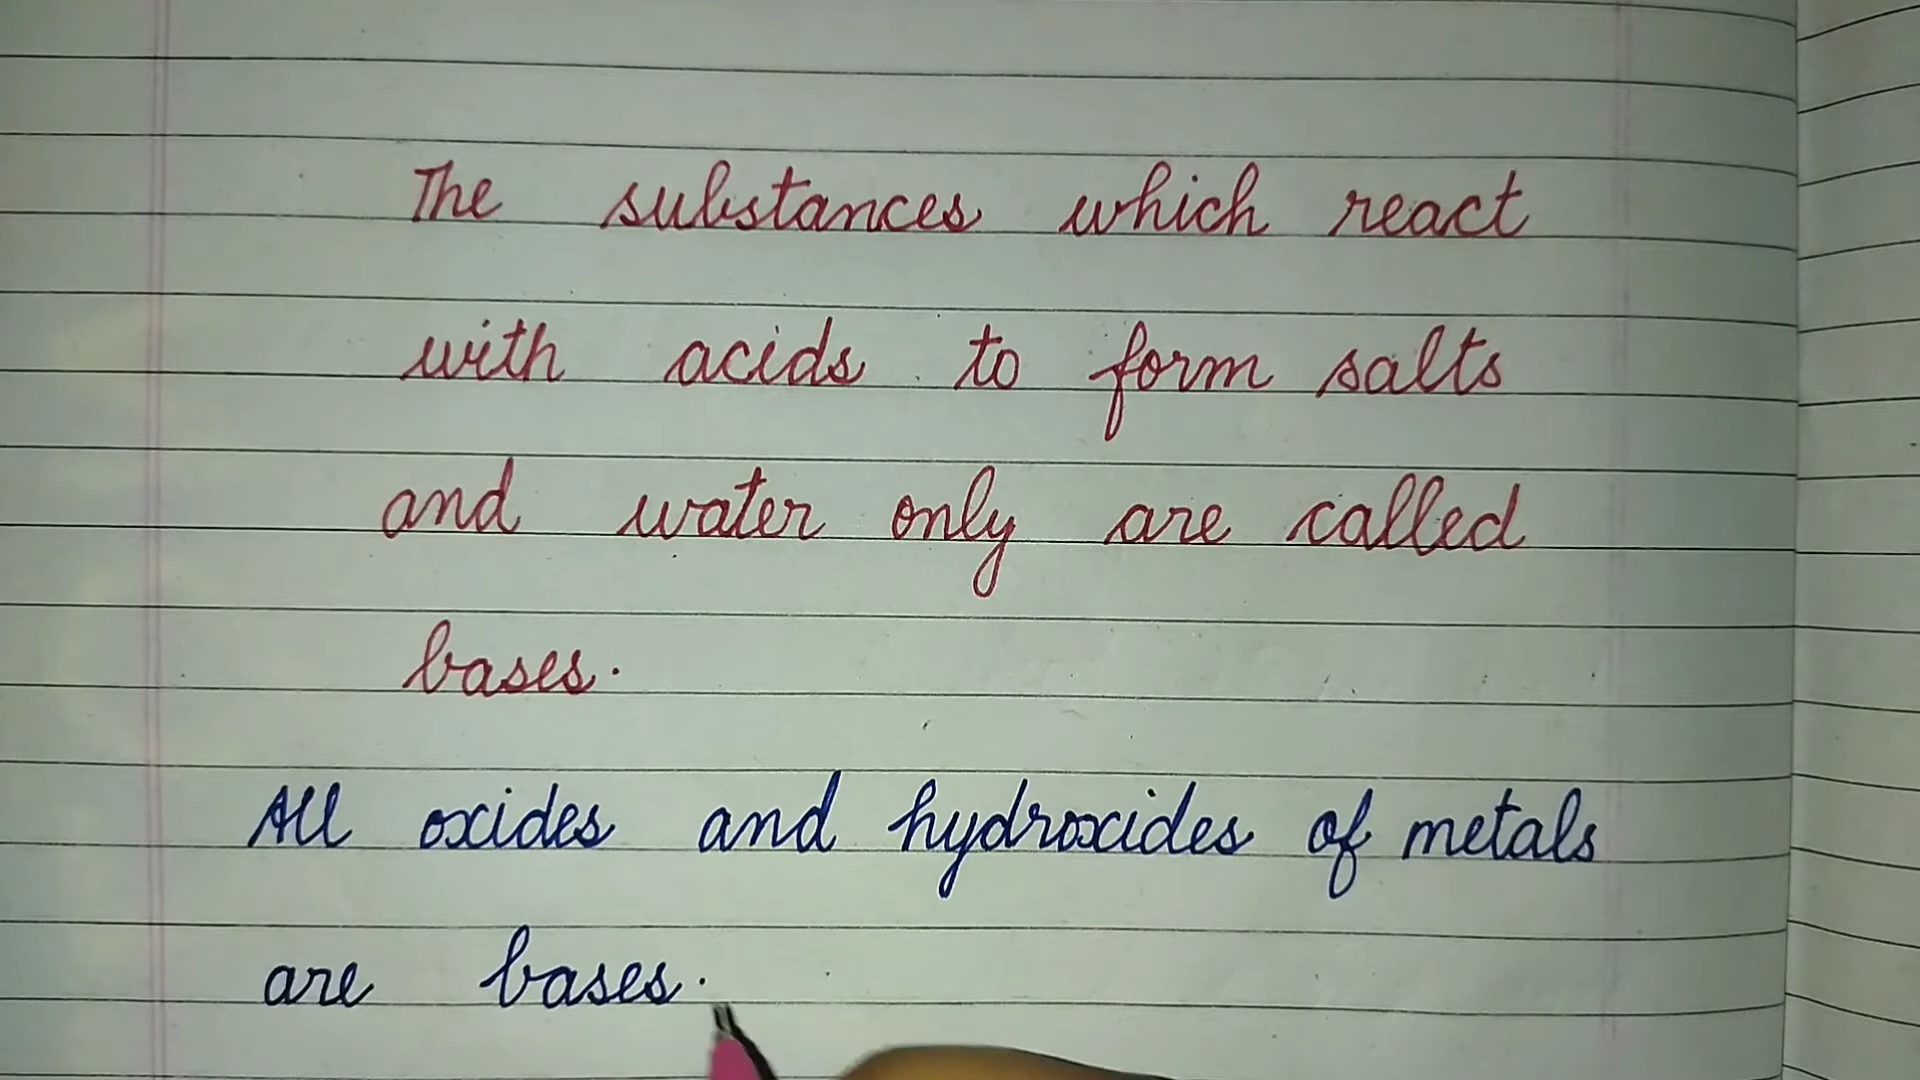 The substances which react
with acids to form salts
and water only are called
bases.
All oxides and hydroxides of metals
are bases.